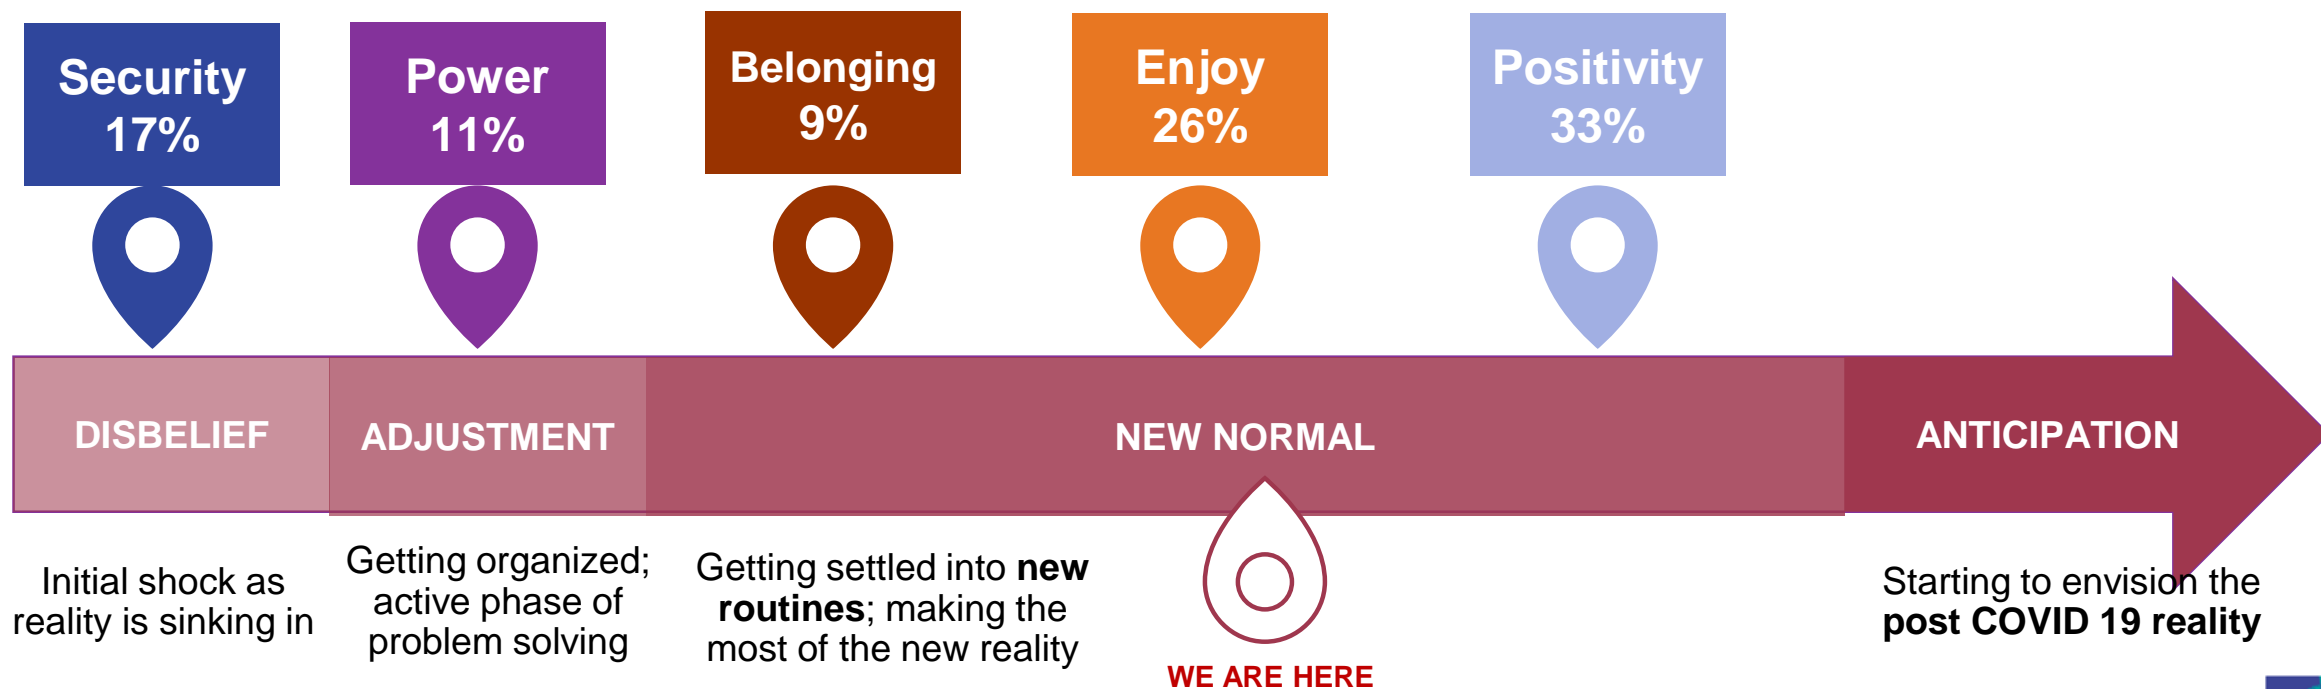 Security
17%
Power
11%
Belonging
9%
Enjoy
26%
Positivity
33%
DISBELIEF
ADJUSTMENT
NEW NORMAL
ANTICIPATION
Initial shock as
reality is sinking in
Getting organized;
active phase of
problem solving
Getting settled into new
routines; making the
most of the new reality
WE ARE HERE
Starting to envision the
post COVID 19 reality